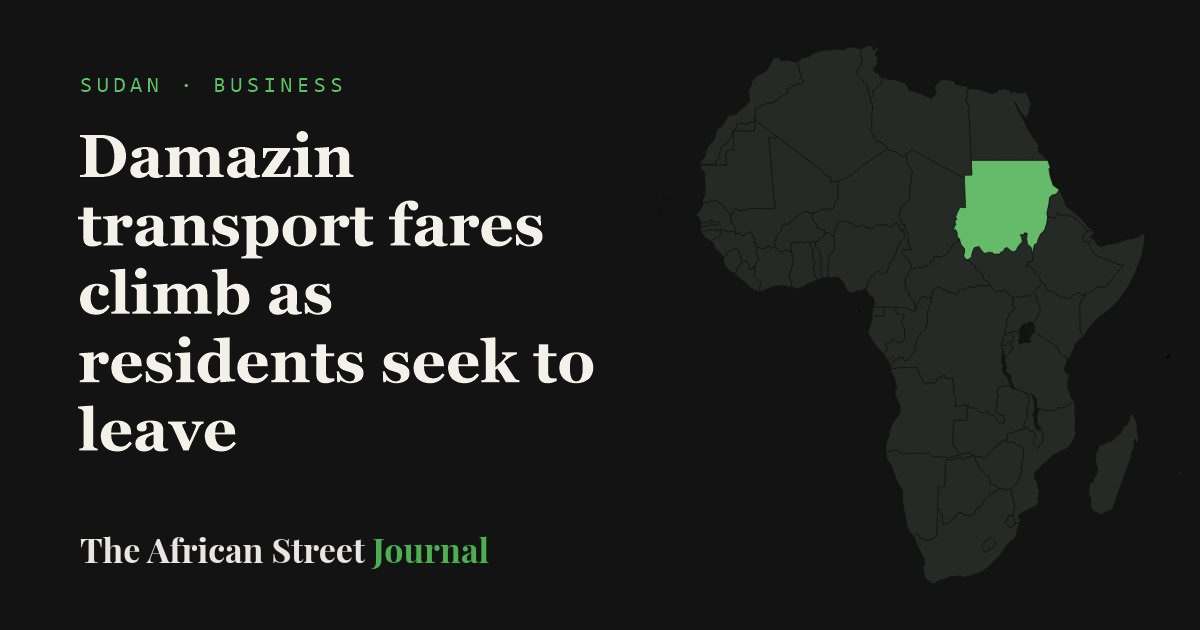 SUDAN · BUSINESS
Damazin
transport fares
climb as
residents seek to
leave
The African Street Journal